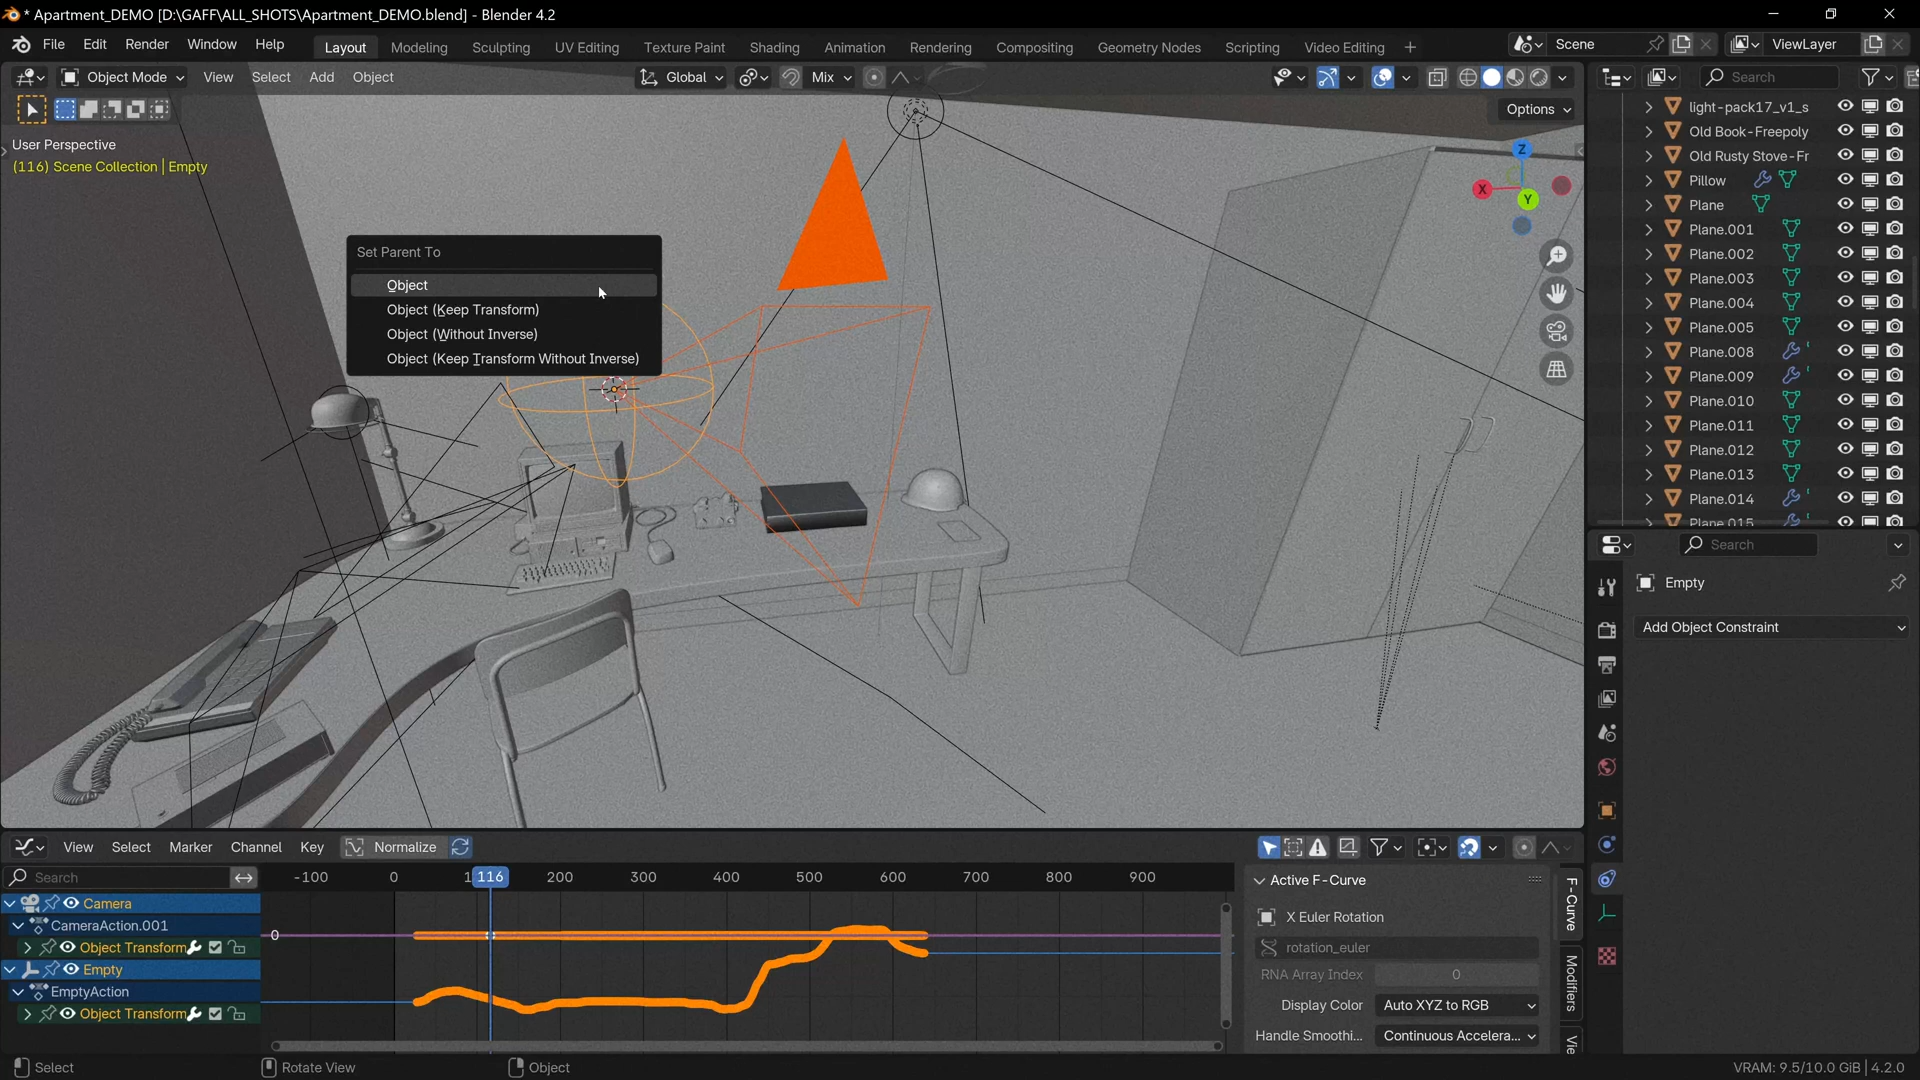 * Apartment_DEMO [D:\GAFF\ALL_SHOTS\Apartment_DEMO.blend] - Blender 4.2
File Edit Render Window Help Layout Modeling Sculpting UV Editing Texture Paint Shading Animation Rendering Compositing Geometry Nodes Scripting Video Editing + Scene ViewLayer
Object Mode View Select Add Object Global Mix Search
Options
User Perspective
(116) Scene Collection | Empty
Z
X
Y
Set Parent To
Object
Object (Keep Transform)
Object (Without Inverse)
Object (Keep Transform Without Inverse)
light-pack17_v1_s
Old Book-Freepoly
Old Rusty Stove-Fr
Pillow
Plane
Plane.001
Plane.002
Plane.003
Plane.004
Plane.005
Plane.008
Plane.009
Plane.010
Plane.011
Plane.012
Plane.013
Plane.014
Plane.015
Search
Empty
Add Object Constraint
View Select Marker Channel Key Normalize
Search
-100 0 1 116 200 300 400 500 600 700 800 900
0
Camera
CameraAction.001
Object Transform
Empty
EmptyAction
Object Transform
Active F-Curve
X Euler Rotation
rotation_euler
RNA Array Index 0
Display Color Auto XYZ to RGB
Handle Smoothi... Continuous Accelera...
F-Curve
Modifiers
Vie
Select Rotate View Object VRAM: 9.5/10.0 GiB | 4.2.0